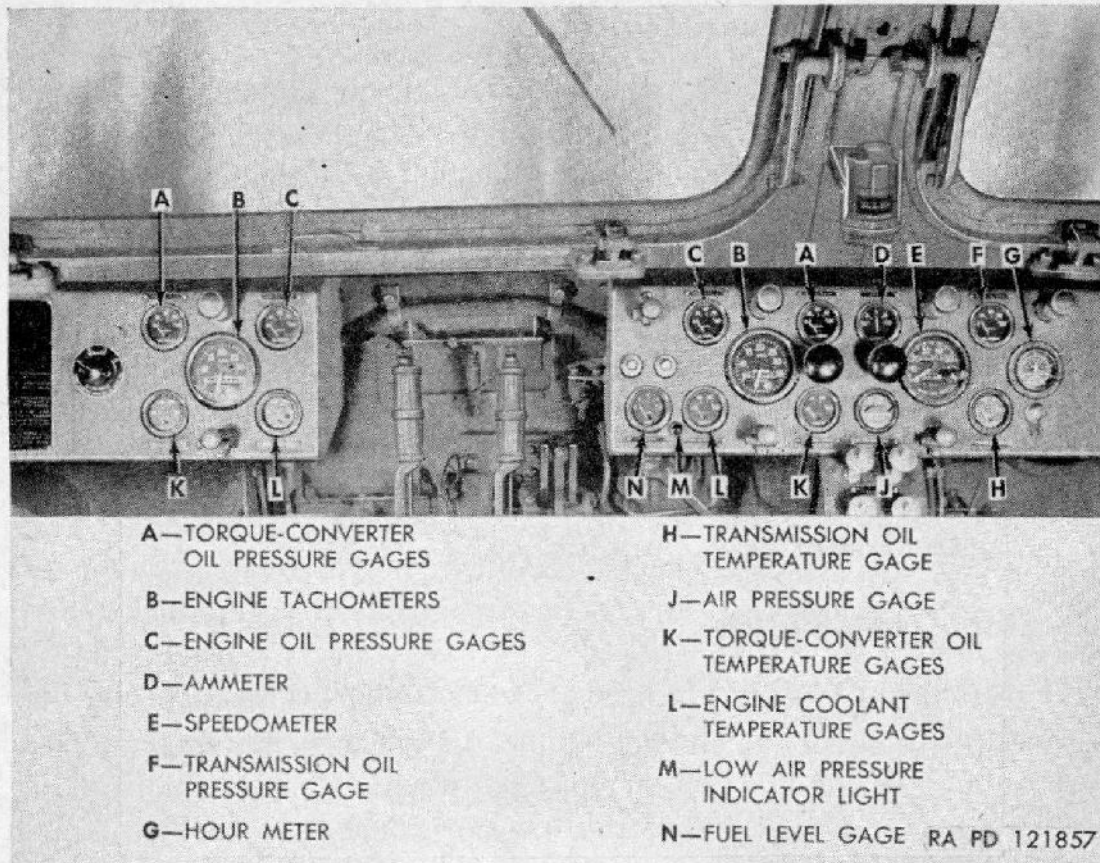 A B C
C B A D E F G
K L
N M L K J H
A—TORQUE-CONVERTER
OIL PRESSURE GAGES
B—ENGINE TACHOMETERS
C—ENGINE OIL PRESSURE GAGES
D—AMMETER
E—SPEEDOMETER
F—TRANSMISSION OIL
PRESSURE GAGE
G—HOUR METER
H—TRANSMISSION OIL
TEMPERATURE GAGE
J—AIR PRESSURE GAGE
K—TORQUE-CONVERTER OIL
TEMPERATURE GAGES
L—ENGINE COOLANT
TEMPERATURE GAGES
M—LOW AIR PRESSURE
INDICATOR LIGHT
N—FUEL LEVEL GAGE
RA PD 121857